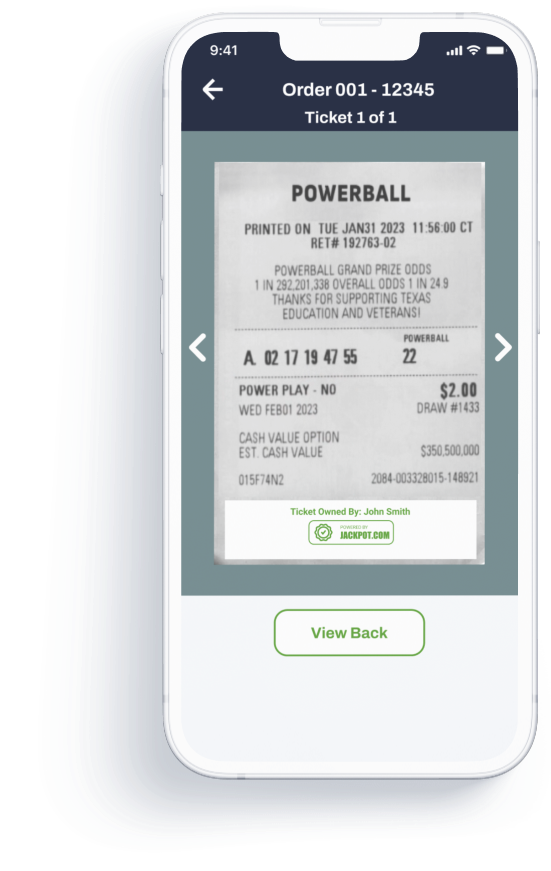 9:41
Order 001 - 12345
Ticket 1 of 1
POWERBALL
PRINTED ON TUE JAN31 2023 11:56:00 CT
RET# 192763-02
POWERBALL GRAND PRIZE ODDS
1 IN 292,201,338 OVERALL ODDS 1 IN 24.9
THANKS FOR SUPPORTING TEXAS
EDUCATION AND VETERANS!
POWERBALL
A. 02 17 19 47 55 22
POWER PLAY - NO $2.00
WED FEB01 2023 DRAW #1433
CASH VALUE OPTION
EST. CASH VALUE $350,500,000
015F74N2 2084-003328015-148921
Ticket Owned By: John Smith
POWERED BY
JACKPOT.COM
View Back